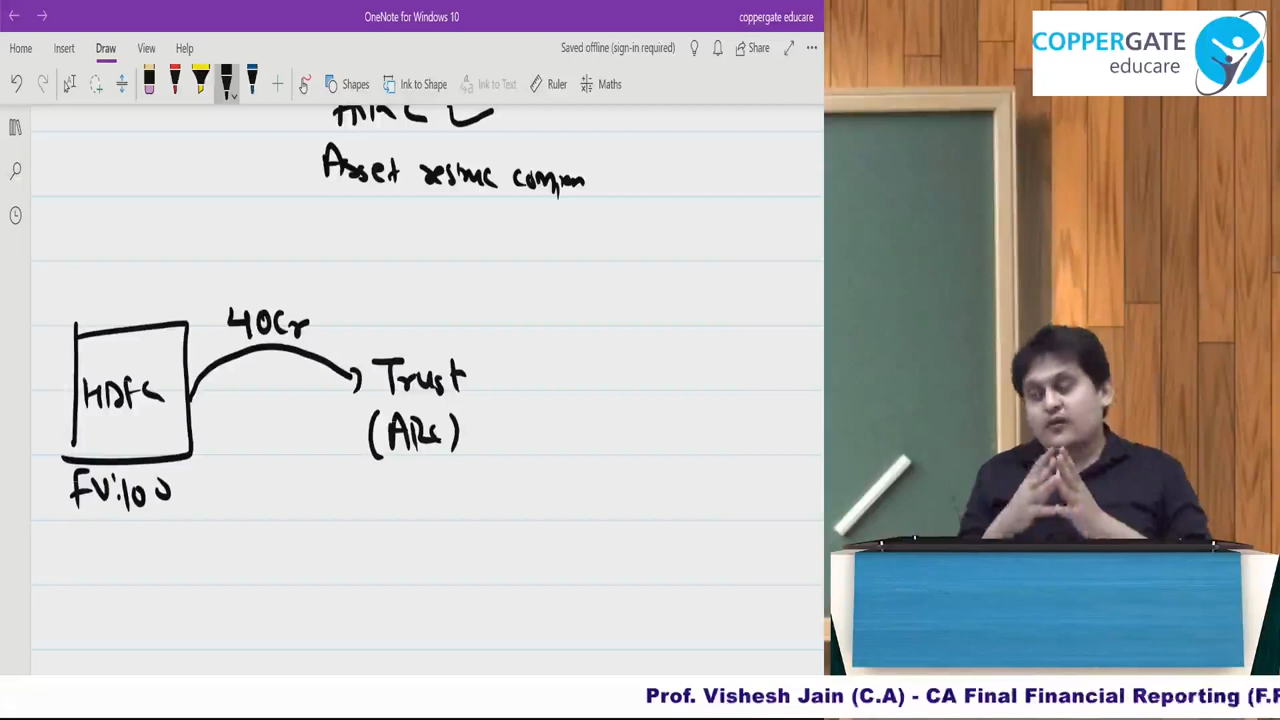 OneNote for Windows 10
coppergate educare
Home Insert Draw View Help
Saved offline (sign-in required)
Share
Shapes
Ink to Shape
Ink to Text
Ruler
Maths
COPPERGATE
educare
Asset
40Cr
HDFC
Trust
(ARC)
FV:100
Prof. Vishesh Jain (C.A) - CA Final Financial Reporting (F.F